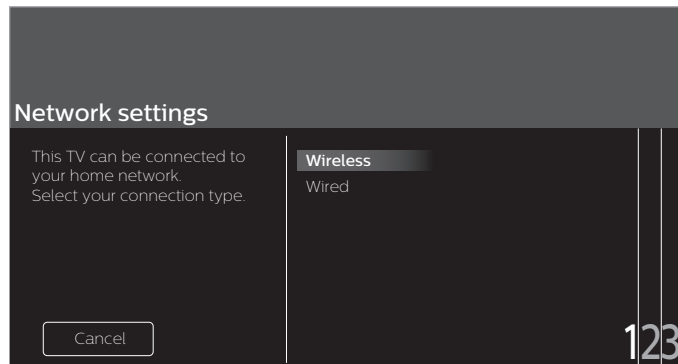 Network settings
This TV can be connected to
your home network.
Select your connection type.
Wireless
Wired
Cancel
123